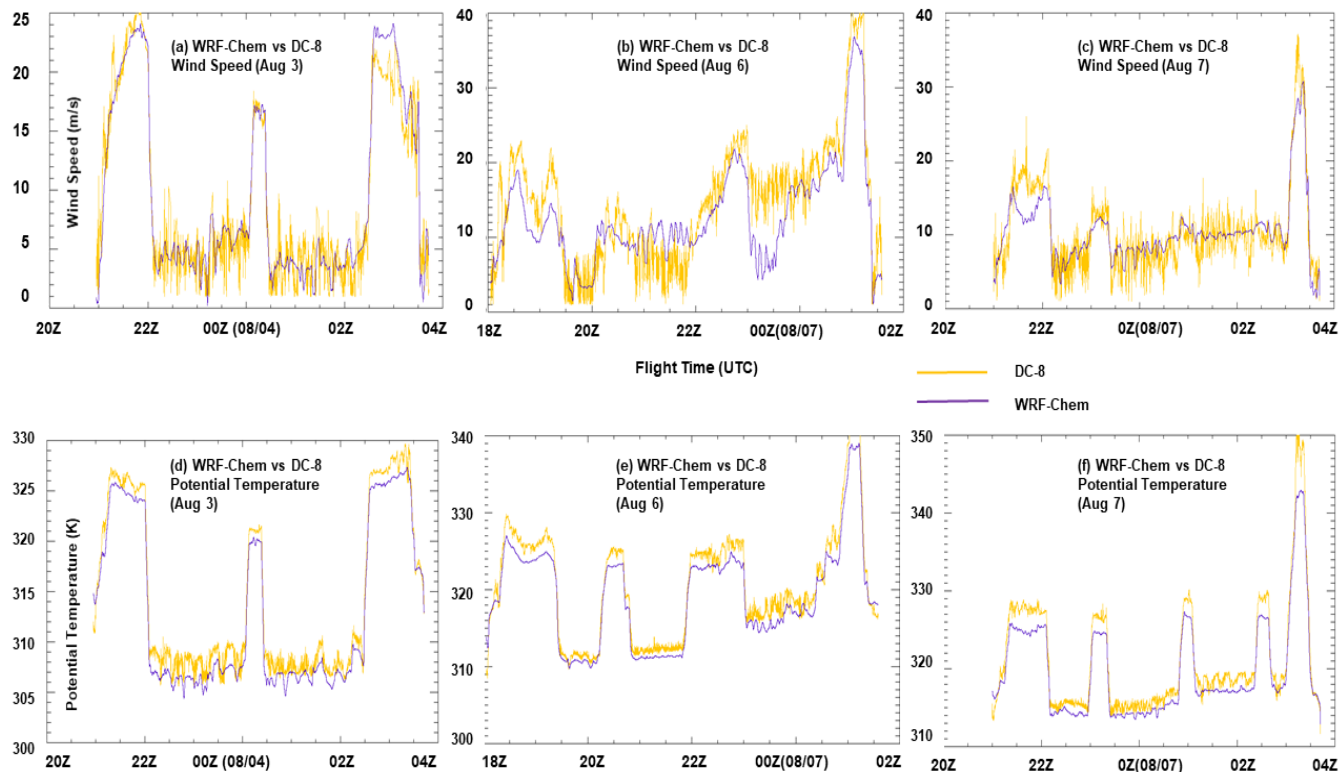 25
20
15
10
5
0
Wind Speed (m/s)
(a) WRF-Chem vs DC-8
Wind Speed (Aug 3)
20Z 22Z 00Z (08/04) 02Z 04Z
40
30
20
10
0
(b) WRF-Chem vs DC-8
Wind Speed (Aug 6)
18Z 20Z 22Z 00Z(08/07) 02Z
40
30
20
10
0
(c) WRF-Chem vs DC-8
Wind Speed (Aug 7)
20Z 22Z 0Z(08/07) 02Z 04Z
Flight Time (UTC)
DC-8
WRF-Chem
330
325
320
315
310
305
300
Potential Temperature (K)
(d) WRF-Chem vs DC-8
Potential Temperature
(Aug 3)
20Z 22Z 00Z (08/04) 02Z 04Z
340
330
320
310
300
(e) WRF-Chem vs DC-8
Potential Temperature
(Aug 6)
18Z 20Z 22Z 00Z(08/07) 02Z
350
340
330
320
310
(f) WRF-Chem vs DC-8
Potential Temperature
(Aug 7)
20Z 22Z 00Z(08/07) 02Z 04Z